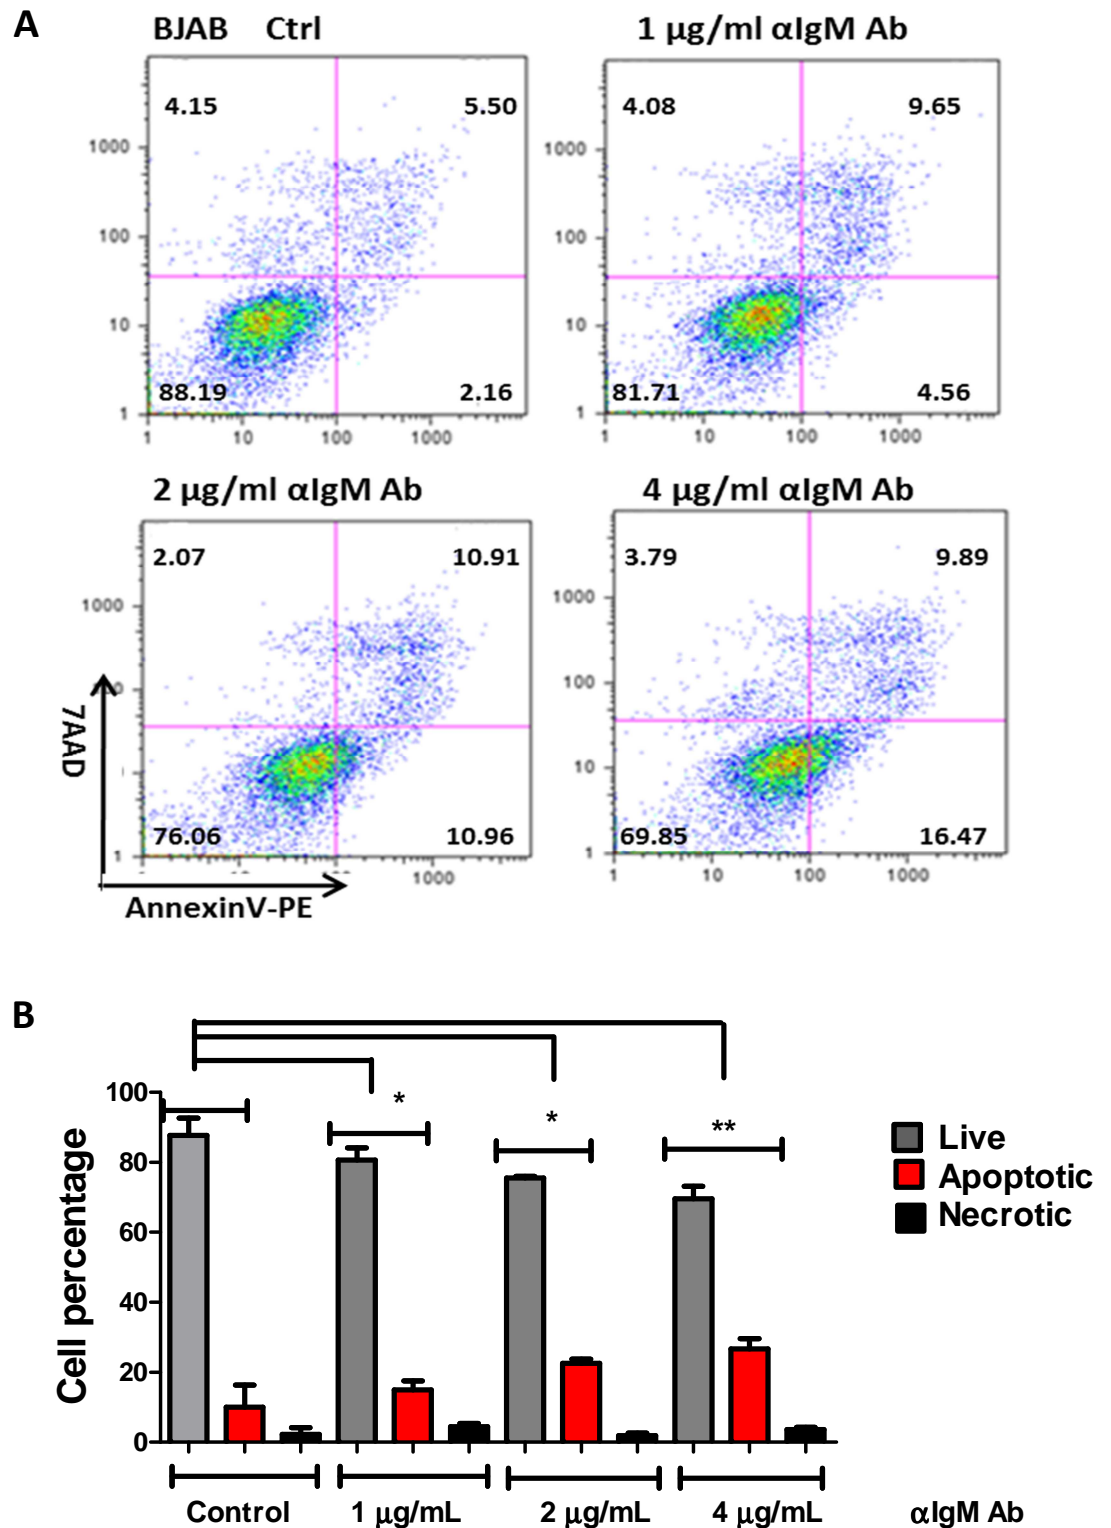 A
BJAB Ctrl
1 µg/ml αIgM Ab
4.15 5.50
4.08 9.65
1000
1000
100
100
10
10
88.19 2.16
81.71 4.56
1
1
1 10 100 1000
1 10 100 1000
2 µg/ml αIgM Ab
4 µg/ml αIgM Ab
2.07 10.91
3.79 9.89
1000
1000
100
7AAD
10
76.06 10.96
69.85 16.47
1
1
1000
1 10 100 1000
AnnexinV-PE
B
100
80
60
40
20
0
Cell percentage
*
*
**
Live
Apoptotic
Necrotic
Control 1 µg/mL 2 µg/mL 4 µg/mL αIgM Ab